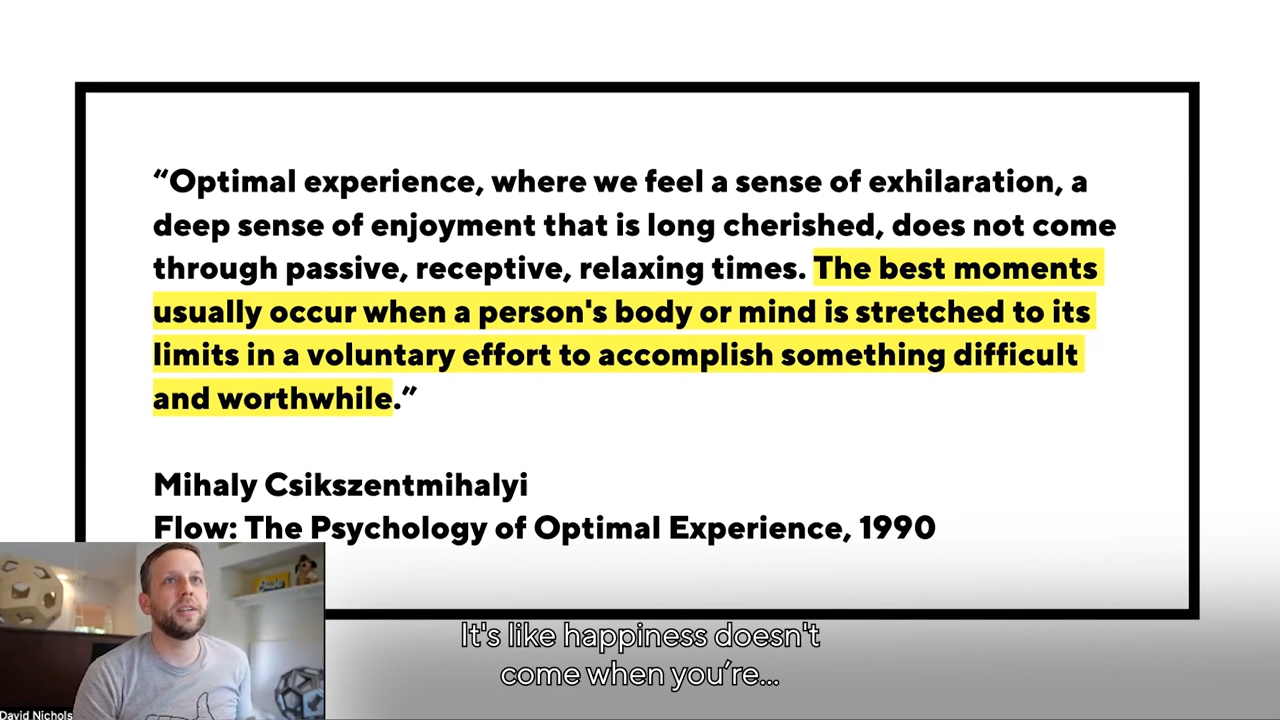 “Optimal experience, where we feel a sense of exhilaration, a
deep sense of enjoyment that is long cherished, does not come
through passive, receptive, relaxing times. The best moments
usually occur when a person's body or mind is stretched to its
limits in a voluntary effort to accomplish something difficult
and worthwhile.”
Mihaly Csikszentmihalyi
Flow: The Psychology of Optimal Experience, 1990
It's like happiness doesn't
come when you’re...
David Nichols